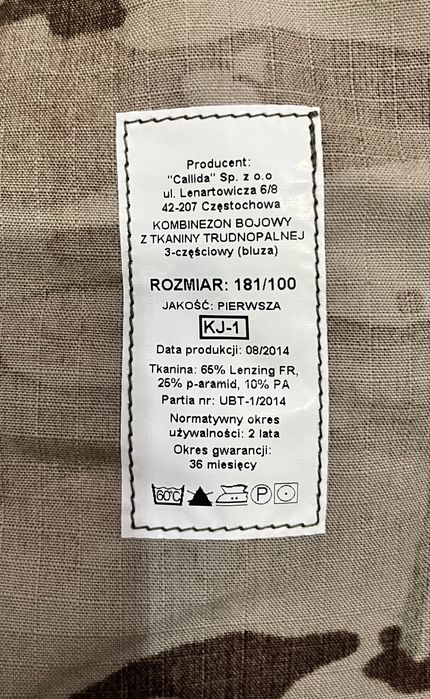 Producent:
"Callida" Sp. z o.o
ul. Lenartowicza 6/8
42-207 Częstochowa
KOMBINEZON BOJOWY
Z TKANINY TRUDNOPALNEJ
3-częściowy (bluza)
ROZMIAR: 181/100
JAKOŚĆ: PIERWSZA
KJ-1
Data produkcji: 08/2014
Tkanina: 65% Lenzing FR,
25% p-aramid, 10% PA
Partia nr: UBT-1/2014
Normatywny okres
używalności: 2 lata
Okres gwarancji:
36 miesięcy
60°C P